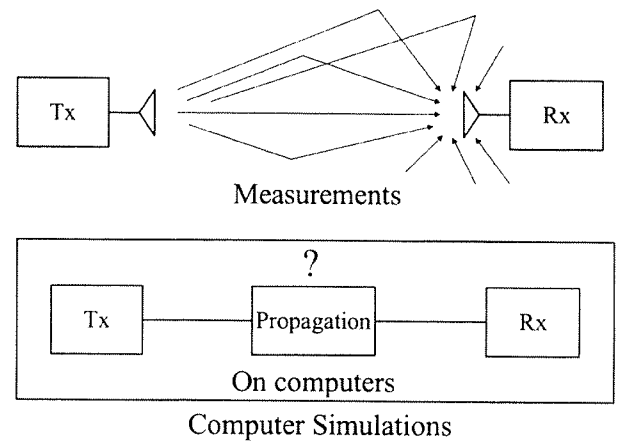 Tx
Rx
Measurements
?
Tx
Propagation
Rx
On computers
Computer Simulations